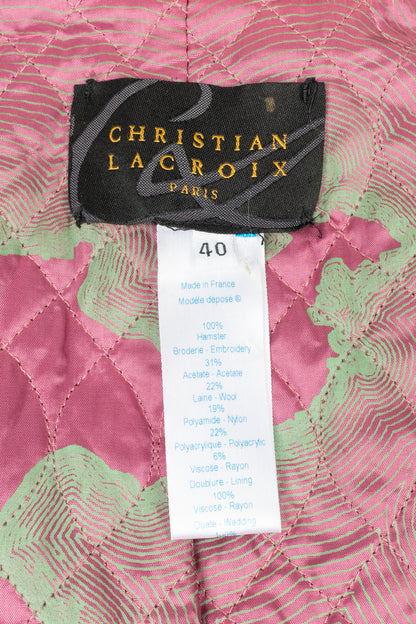 CHRISTIAN
LACROIX
PARIS
40
Made in France
Modèle déposé ®
100%
Hamster
Broderie - Embroidery
31%
Acetate - Acetate
22%
Laine - Wool
19%
Polyamide - Nylon
22%
Polyacrylique - Polyacrylic
6%
Viscose - Rayon
Doublure - Lining
100%
Viscose - Rayon
Ouate - Wadding